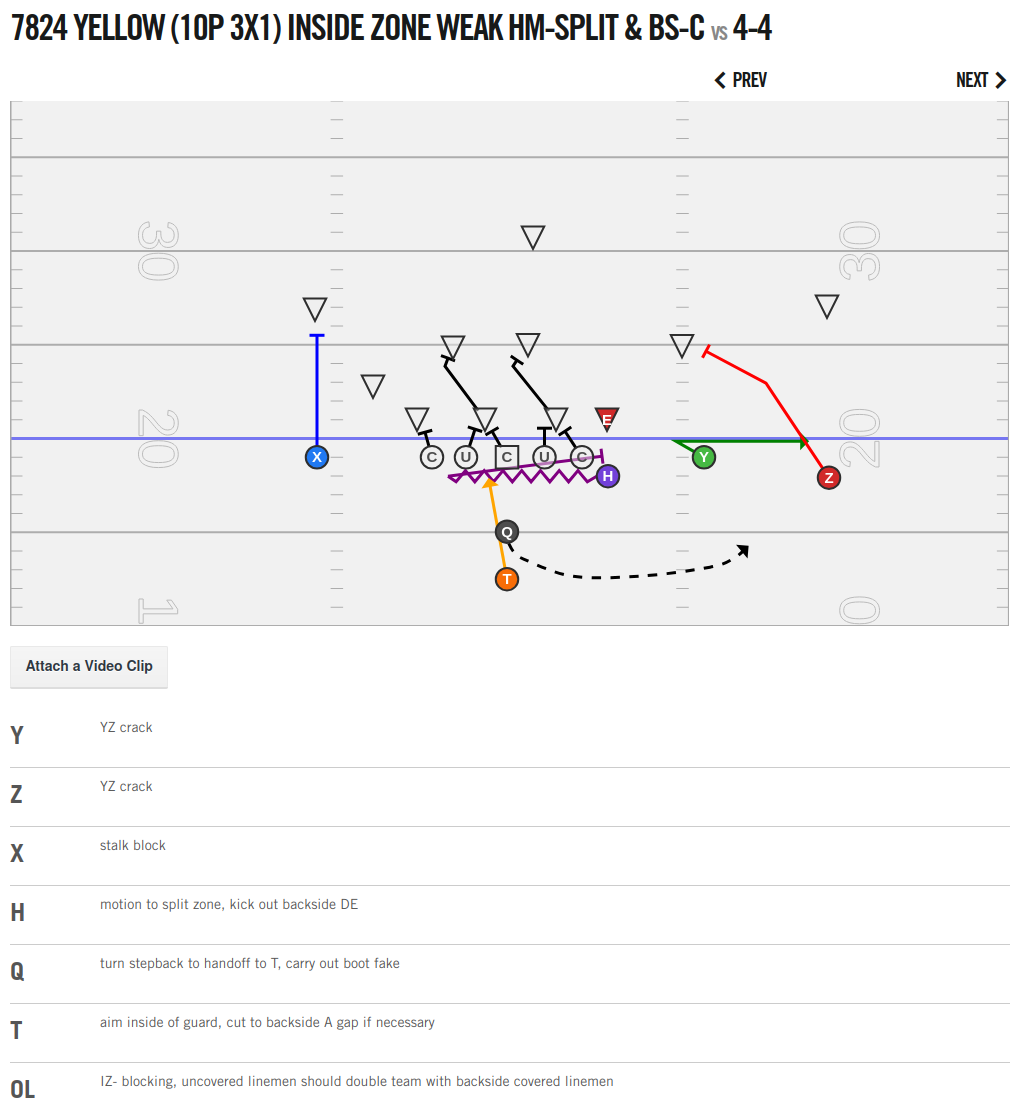 7824 YELLOW (10P 3X1) INSIDE ZONE WEAK HM-SPLIT & BS-C VS 4-4
PREV NEXT
30 30
E
20 20
X C U C U C H Y Z
Q
T
1 0
Attach a Video Clip
Y YZ crack
Z YZ crack
X stalk block
H motion to split zone, kick out backside DE
Q turn stepback to handoff to T, carry out boot fake
T aim inside of guard, cut to backside A gap if necessary
OL IZ- blocking, uncovered linemen should double team with backside covered linemen